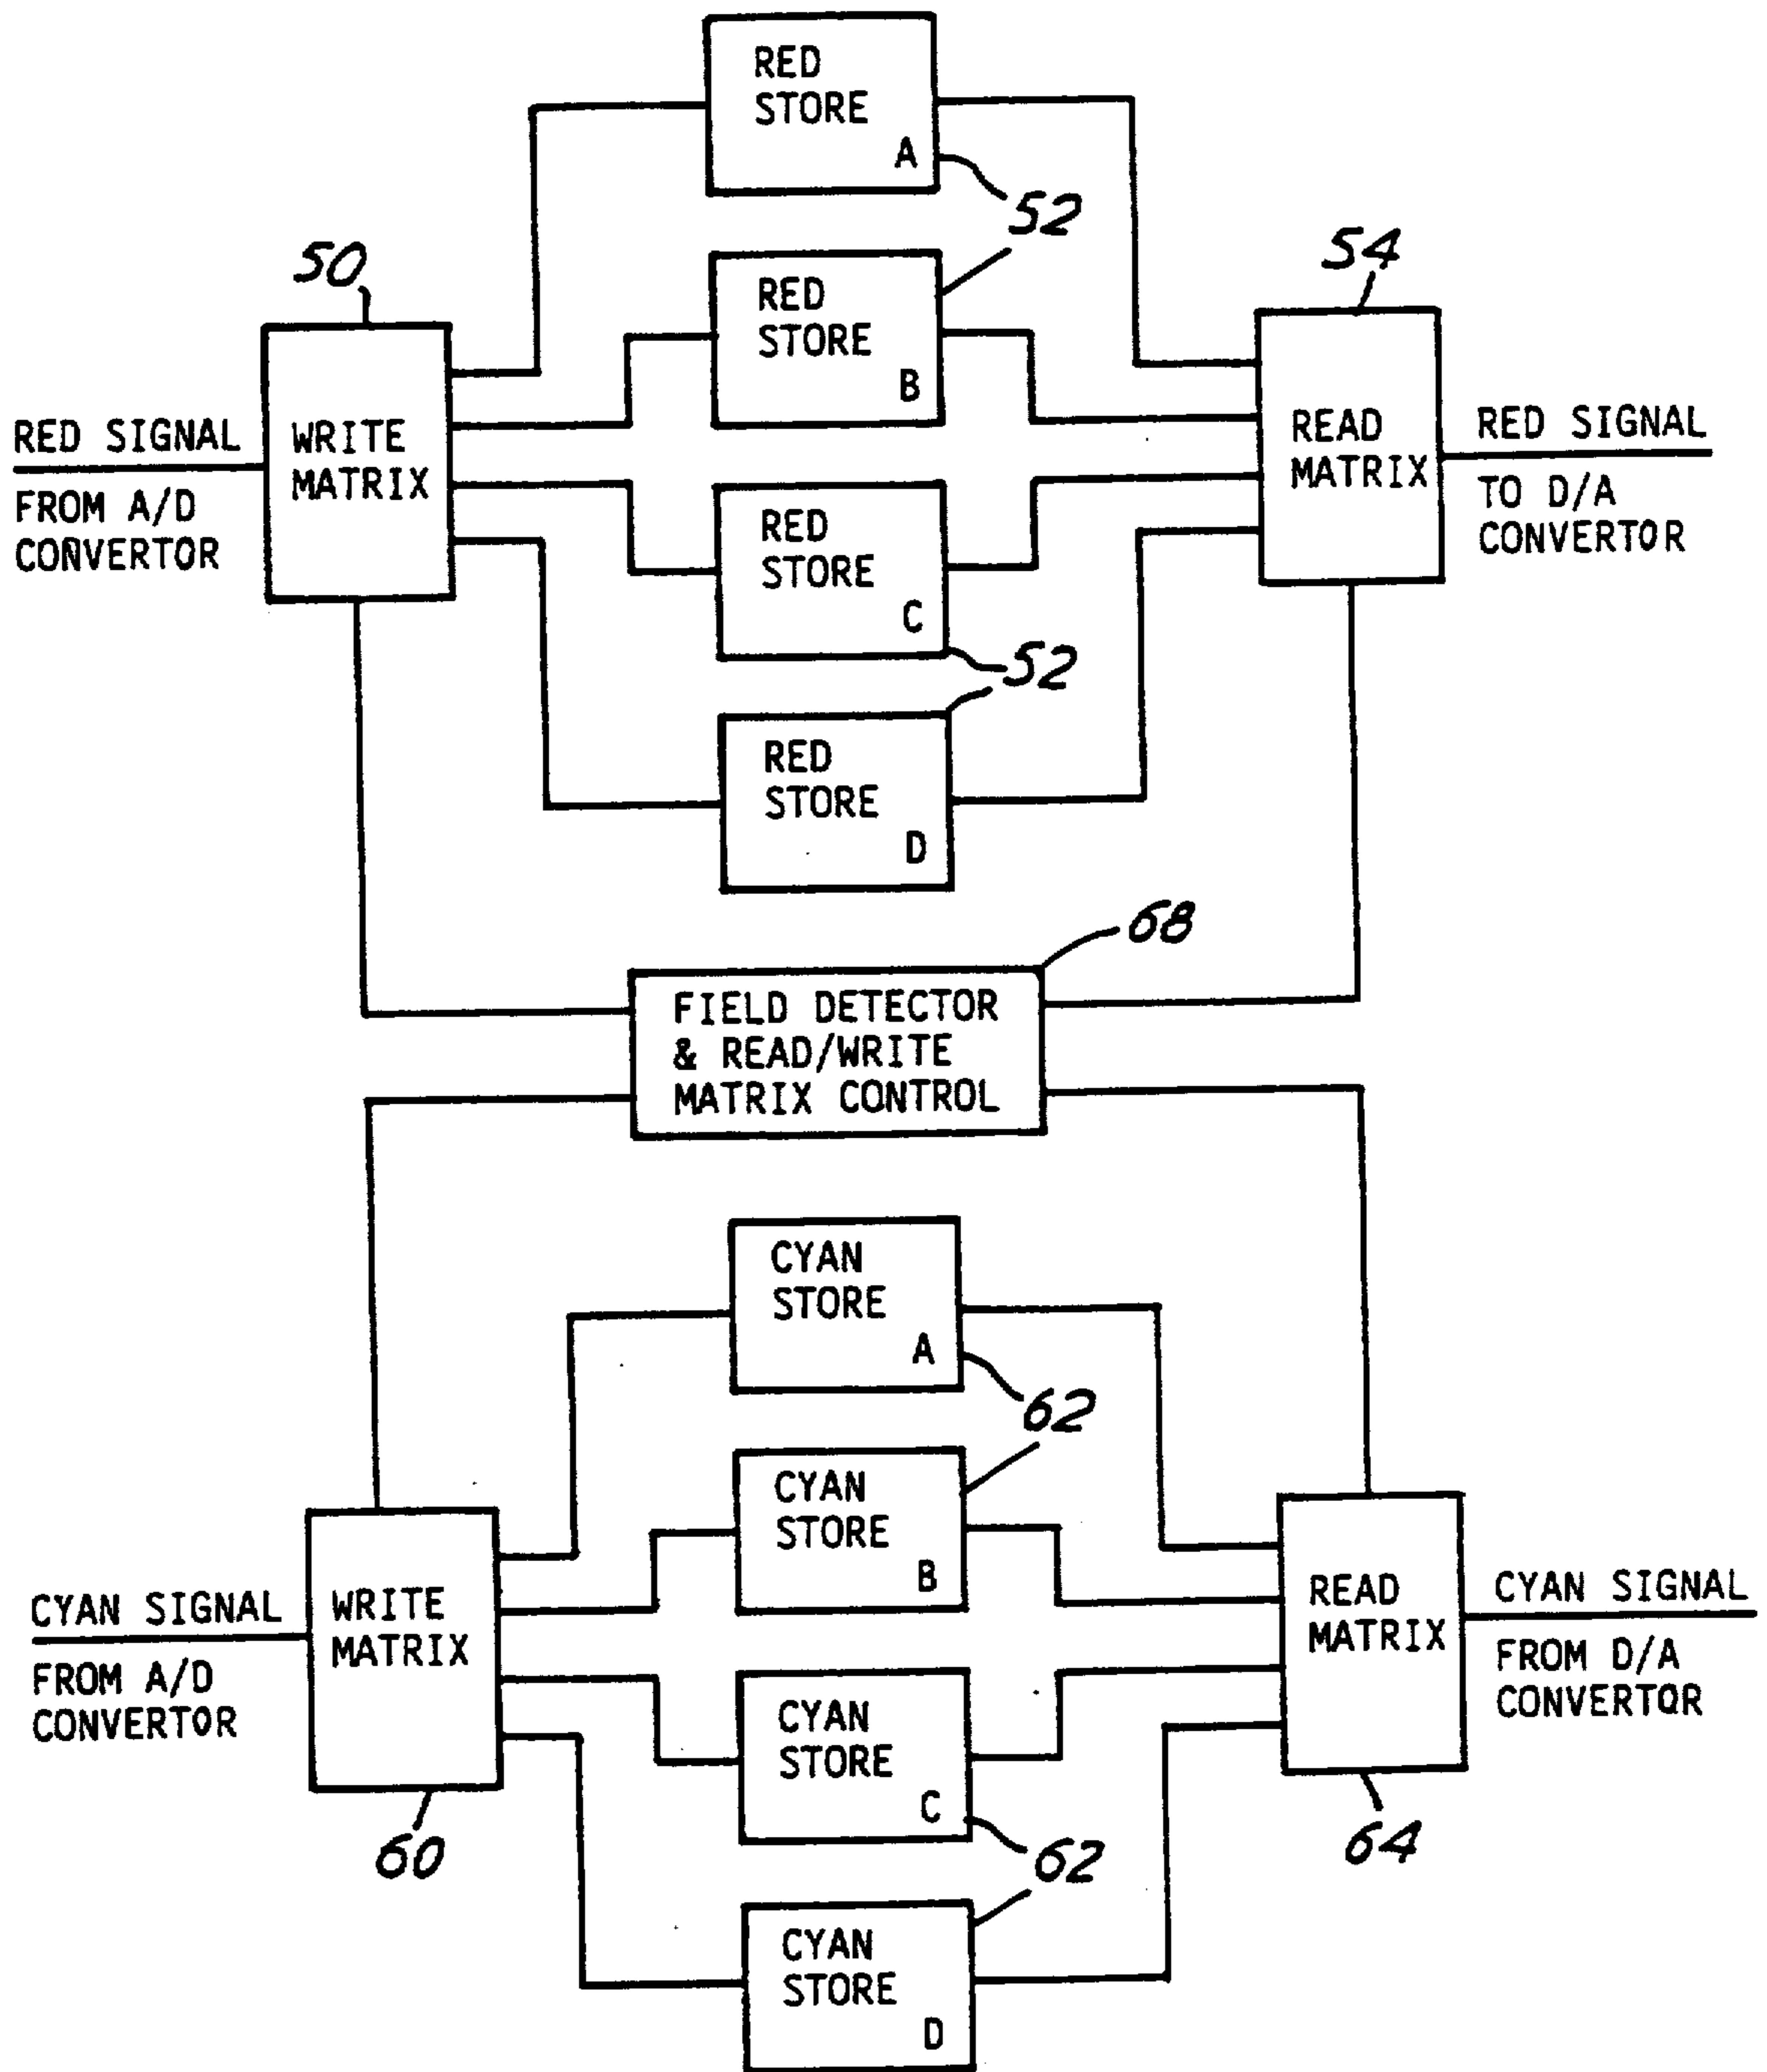 RED
STORE
A
52
50
54
RED
STORE
B
RED SIGNAL
FROM A/D
CONVERTOR
WRITE
MATRIX
READ
MATRIX
RED SIGNAL
TO D/A
CONVERTOR
RED
STORE
C
52
RED
STORE
D
68
FIELD DETECTOR
& READ/WRITE
MATRIX CONTROL
CYAN
STORE
A
62
CYAN
STORE
B
CYAN SIGNAL
FROM A/D
CONVERTOR
WRITE
MATRIX
READ
MATRIX
CYAN SIGNAL
FROM D/A
CONVERTOR
CYAN
STORE
C
60
62
64
CYAN
STORE
D